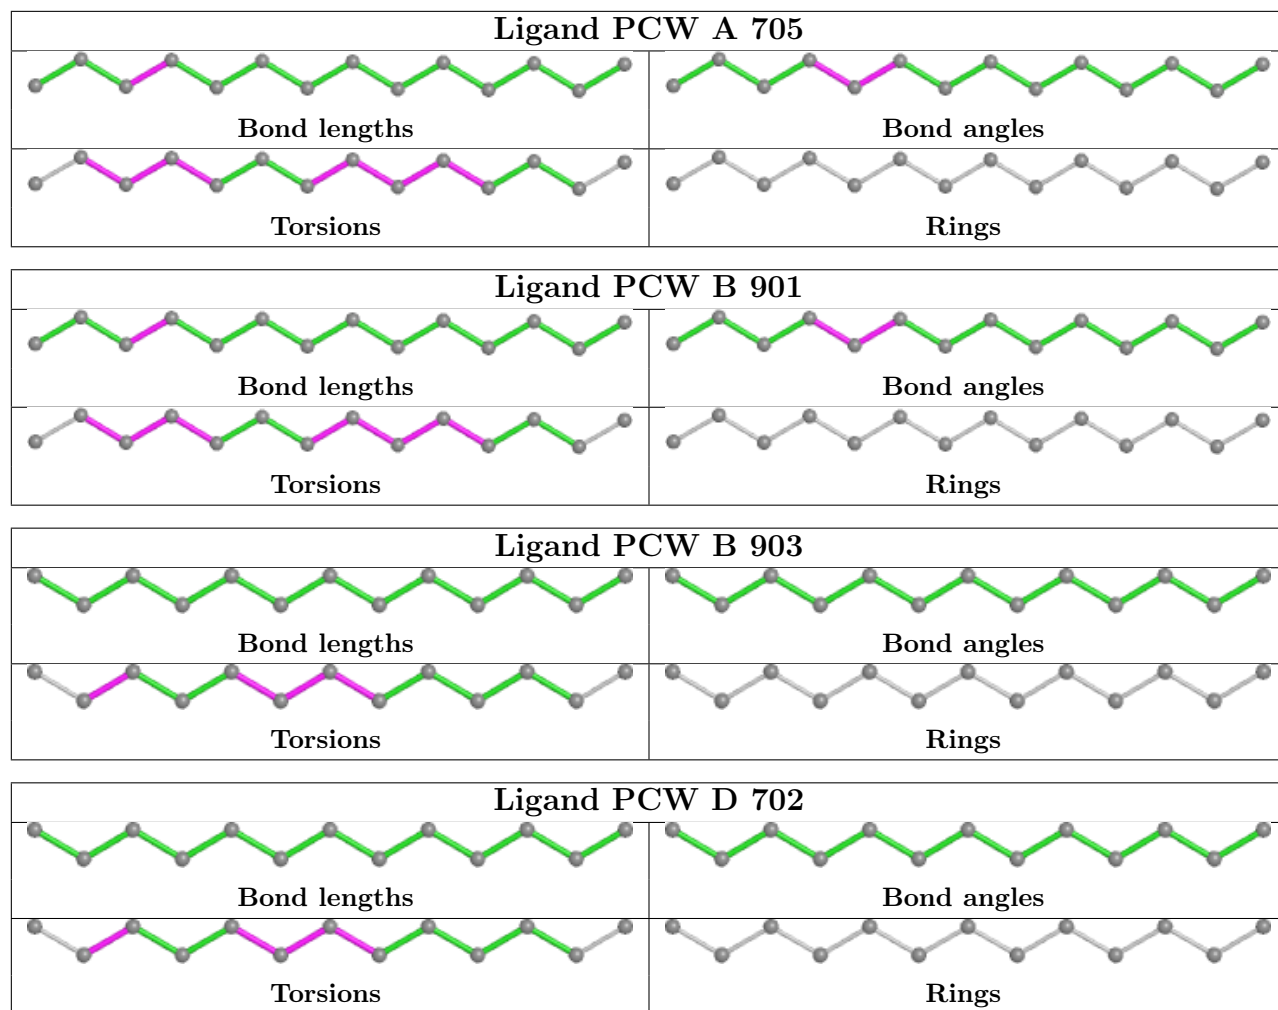 Ligand PCW A 705
Bond lengths
Bond angles
Torsions
Rings
Ligand PCW B 901
Bond lengths
Bond angles
Torsions
Rings
Ligand PCW B 903
Bond lengths
Bond angles
Torsions
Rings
Ligand PCW D 702
Bond lengths
Bond angles
Torsions
Rings